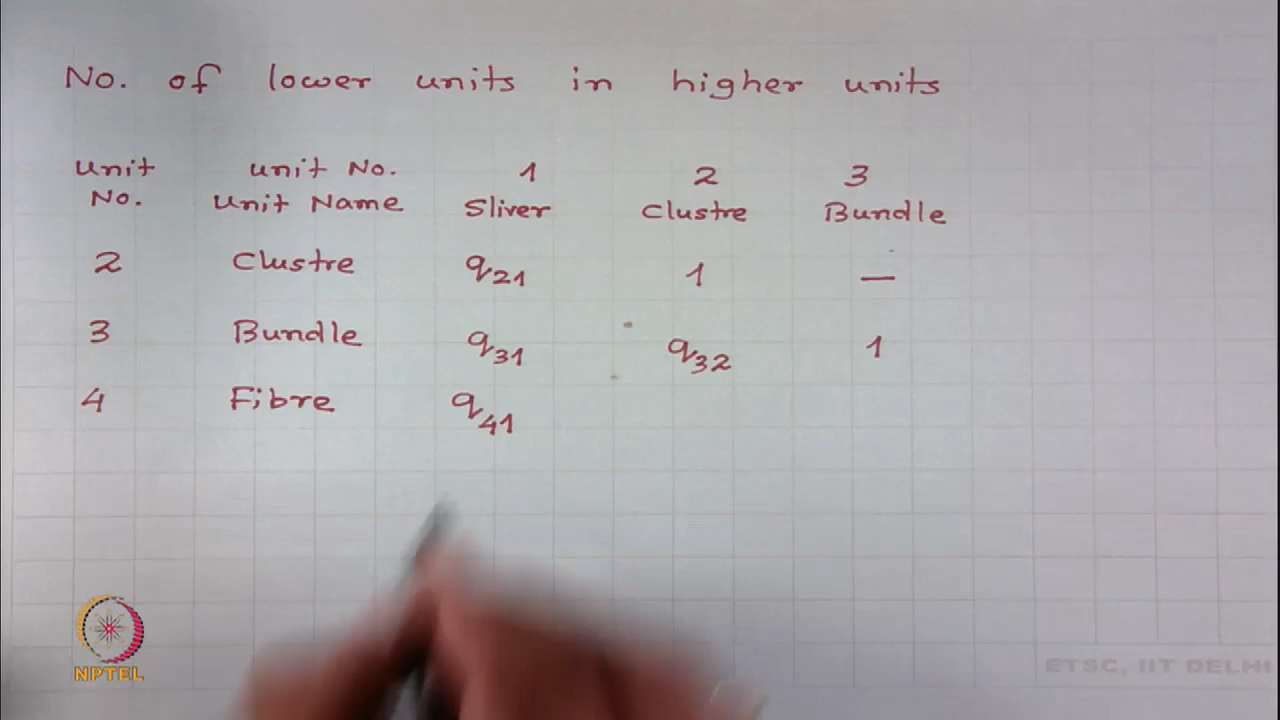 No. of lower units in higher units
Unit Unit No. 1 2 3
No. Unit Name Sliver Clustre Bundle
2 Clustre q21 1 —
3 Bundle q31 q32 1
4 Fibre q41
NPTEL
ETSC, IIT DELHI